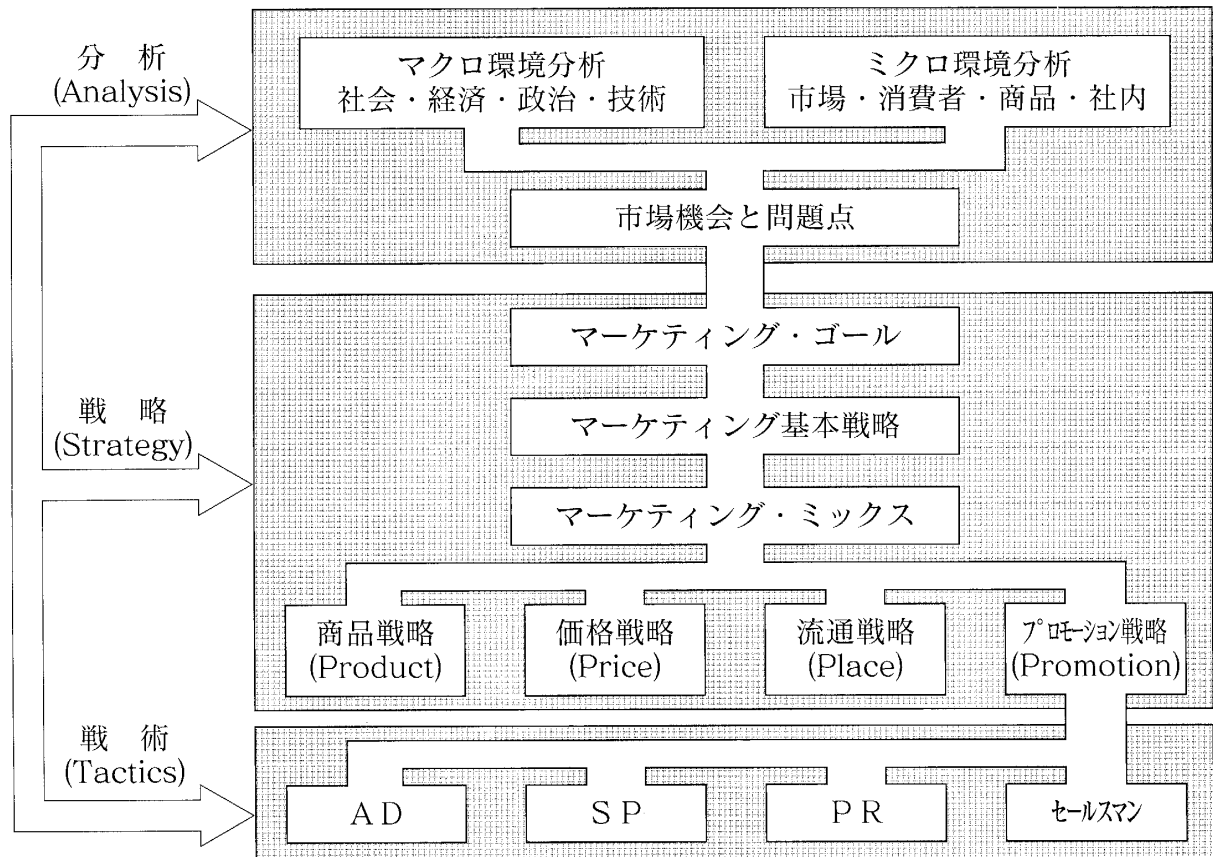 分 析
(Analysis)
マクロ環境分析
社会・経済・政治・技術
ミクロ環境分析
市場・消費者・商品・社内
市場機会と問題点
戦 略
(Strategy)
マーケティング・ゴール
マーケティング基本戦略
マーケティング・ミックス
商品戦略
(Product)
価格戦略
(Price)
流通戦略
(Place)
プロモーション戦略
(Promotion)
戦 術
(Tactics)
AD
SP
PR
セールスマン